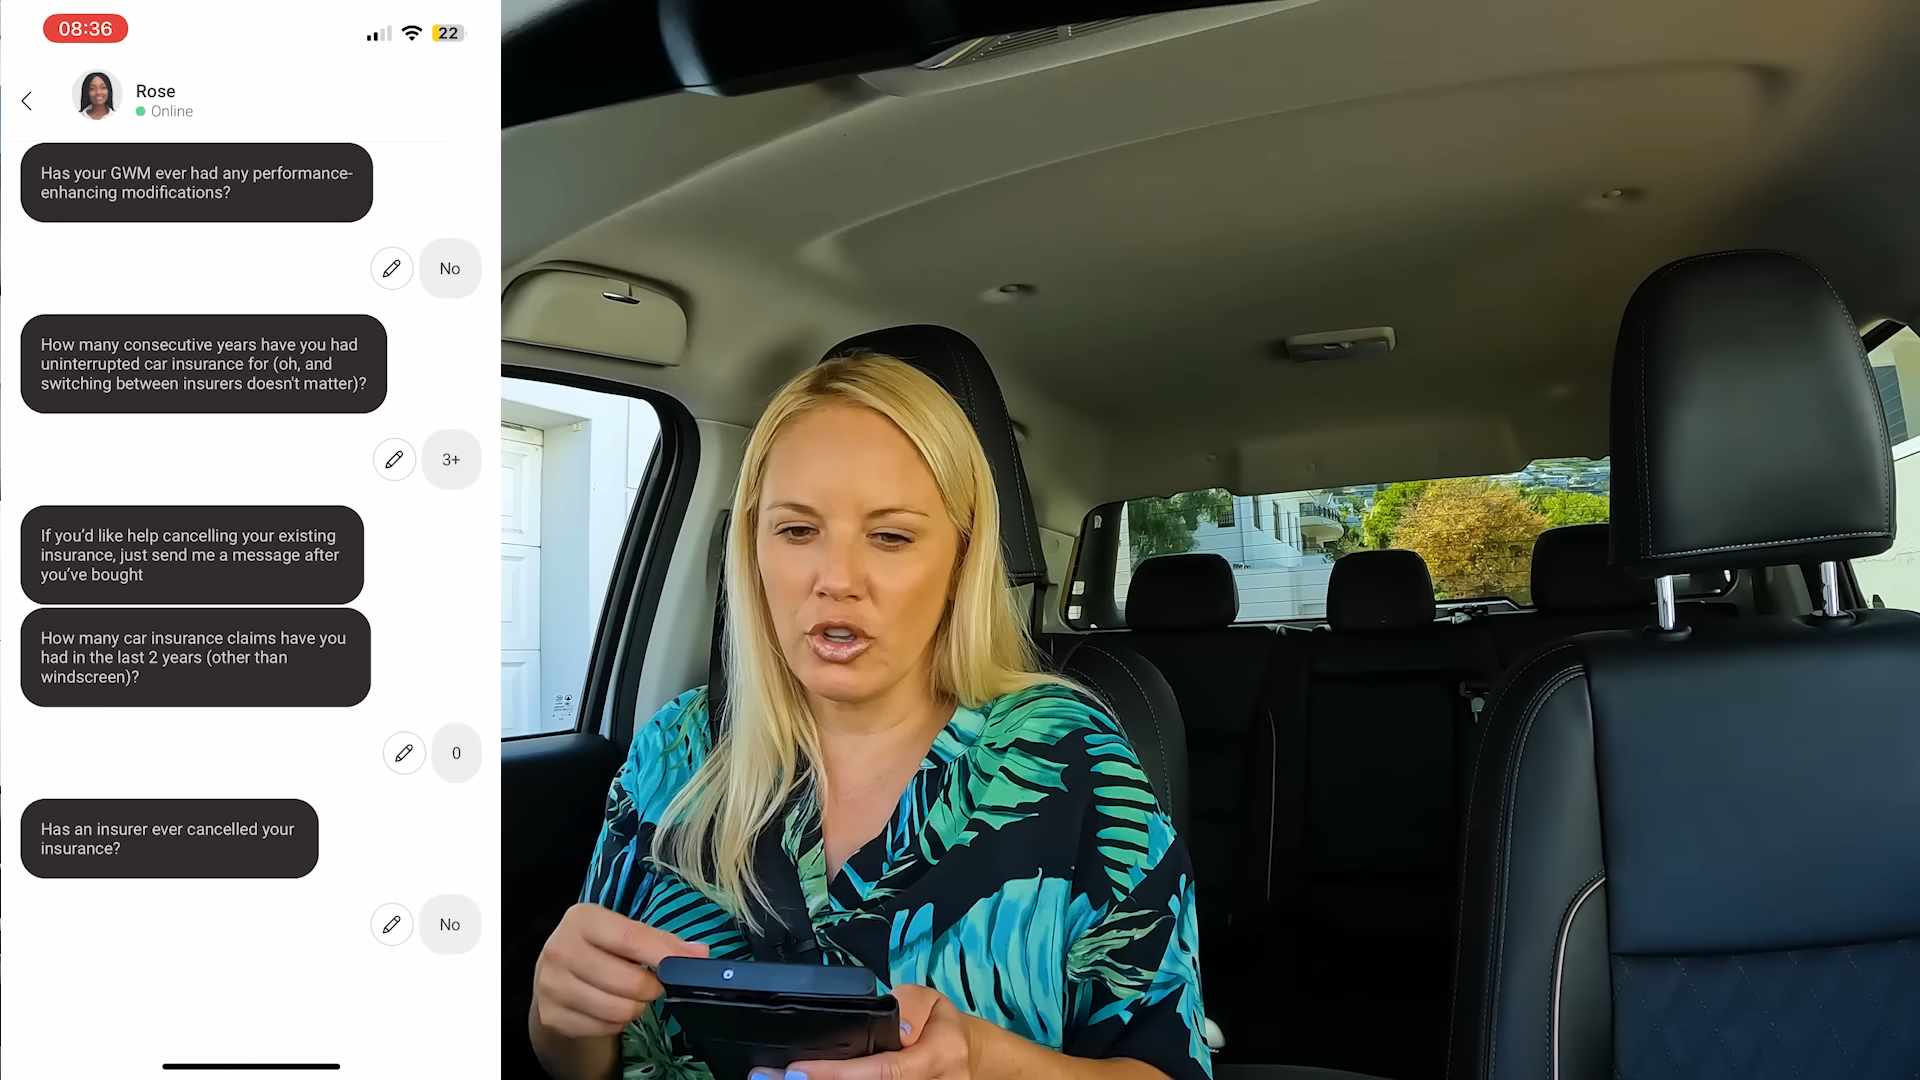 08:36
22
Rose
Online
Has your GWM ever had any performance-
enhancing modifications?
No
How many consecutive years have you had
uninterrupted car insurance for (oh, and
switching between insurers doesn't matter)?
3+
If you’d like help cancelling your existing
insurance, just send me a message after
you’ve bought
How many car insurance claims have you
had in the last 2 years (other than
windscreen)?
0
Has an insurer ever cancelled your
insurance?
No